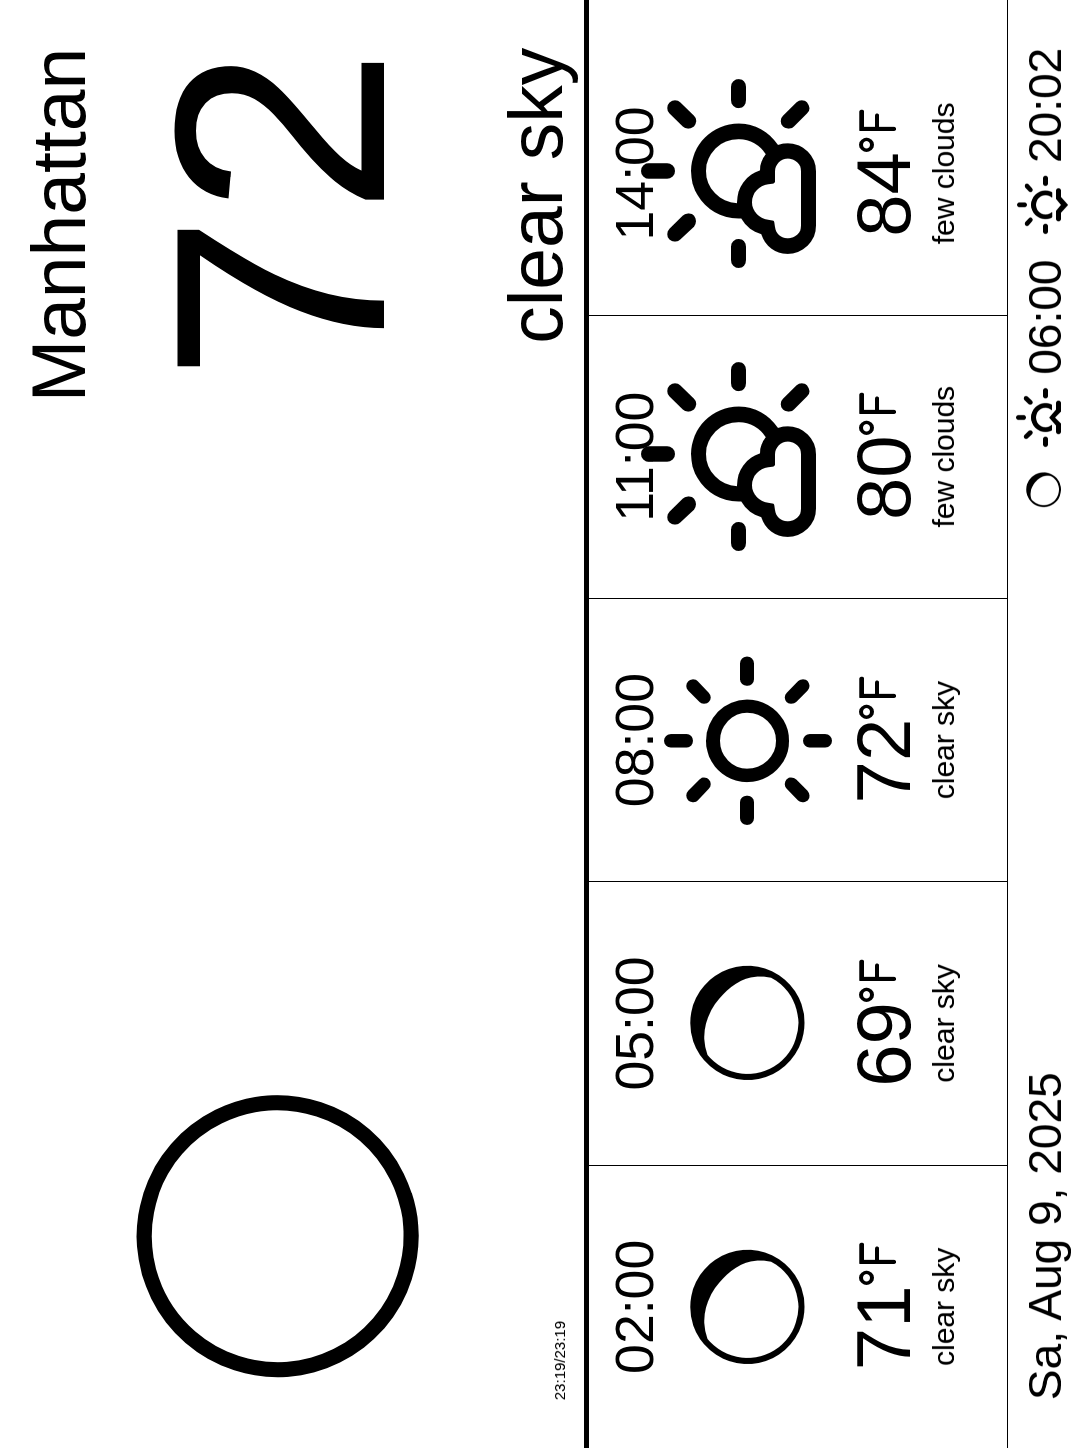 Manhattan
72
clear sky
23:19/23:19
02:00
71°F
clear sky
05:00
69°F
clear sky
08:00
72°F
clear sky
11:00
80°F
few clouds
14:00
84°F
few clouds
Sa, Aug 9, 2025
06:00 20:02